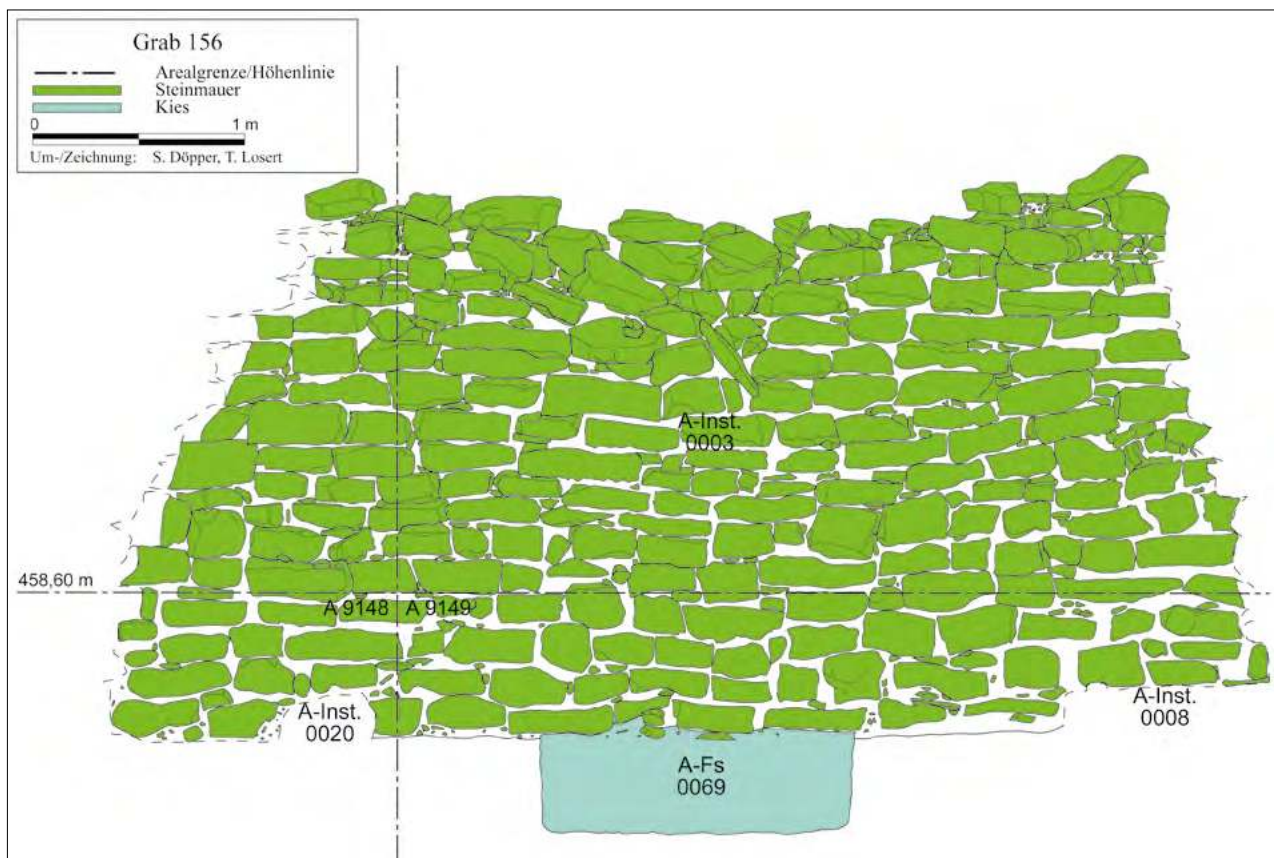 Grab 156
Arealgrenze/Höhenlinie
Steinmauer
Kies
0 1 m
Um-/Zeichnung: S. Döpper, T. Losert
A-Inst.
0003
458,60 m
A 9148 A 9149
A-Inst.
0020
A-Inst.
0008
A-Fs
0069